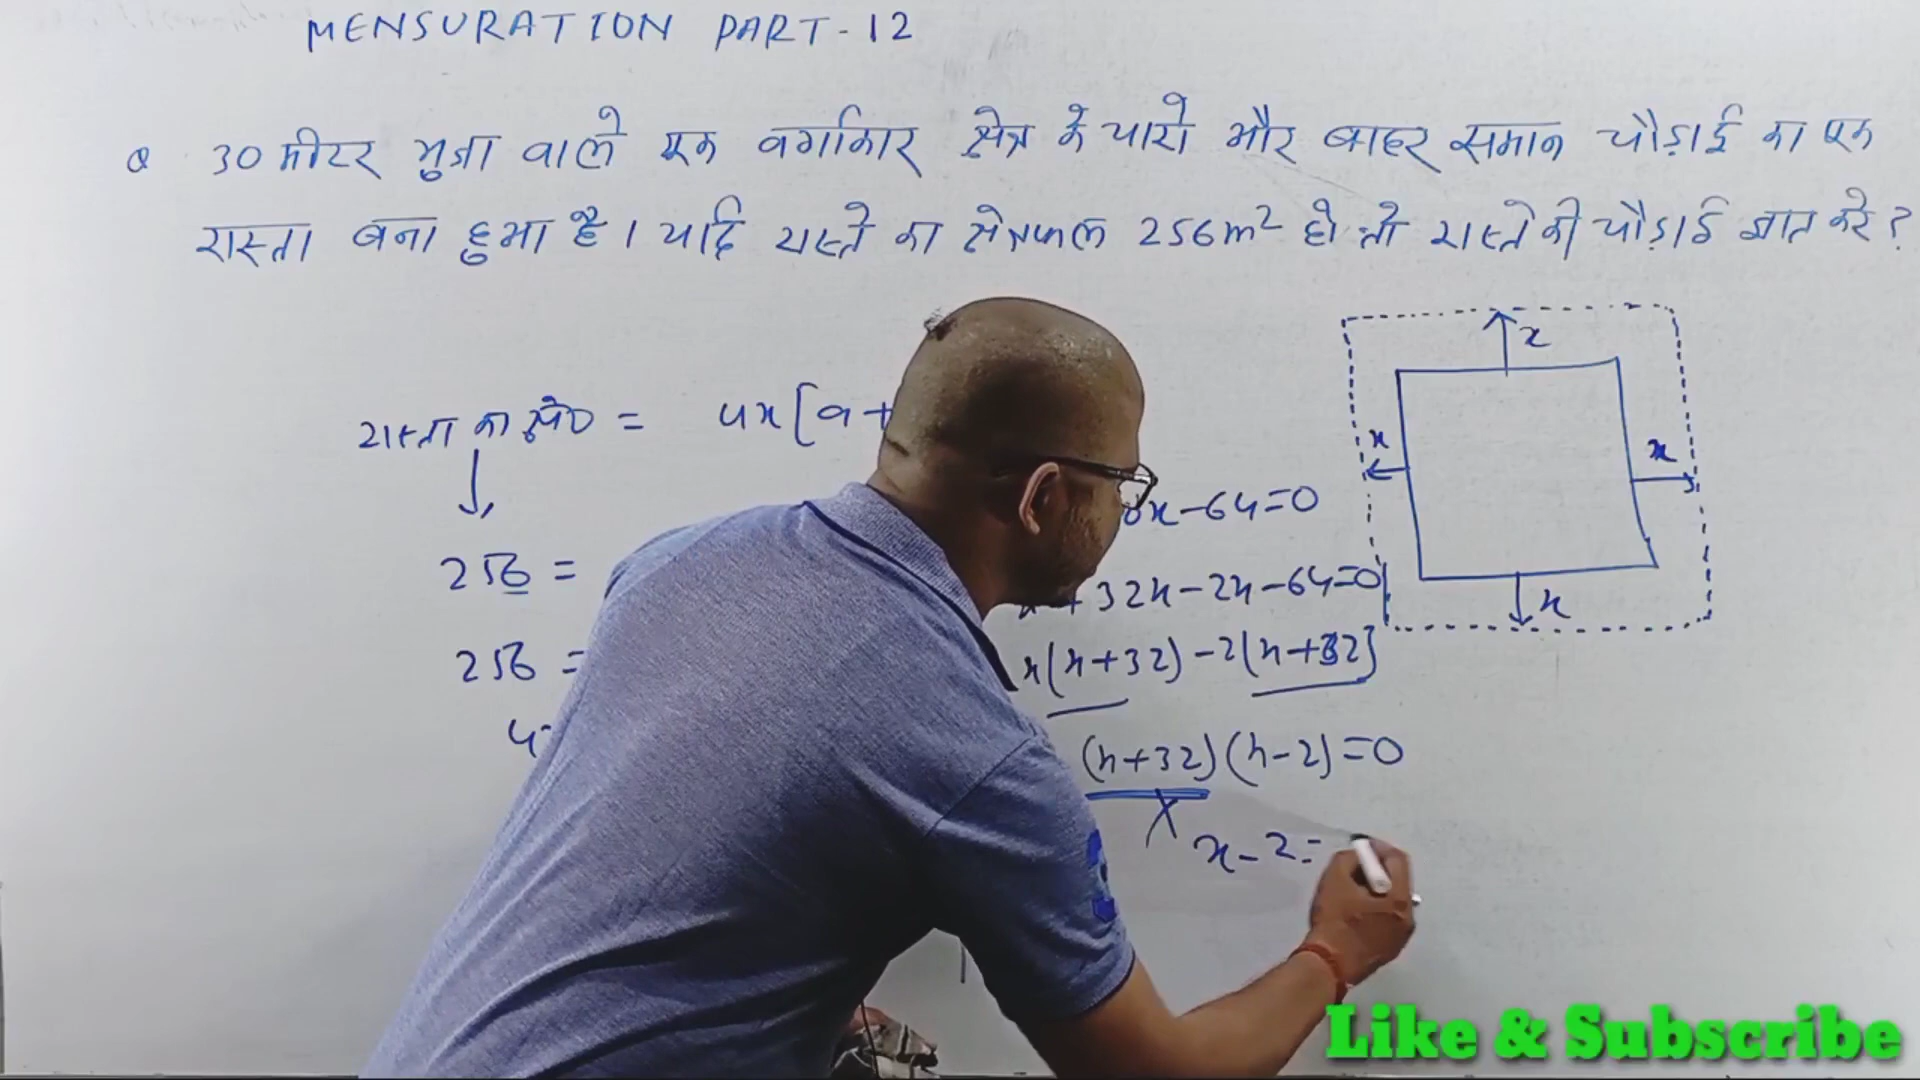 MENSURATION PART-12
Q 30 मीटर भुजा वाले एक वर्गाकार क्षेत्र के चारो और बाहर समान चौड़ाई का एक
रास्ता बना हुआ है। यदि रास्ते का क्षेत्रफल 256m² हो तो रास्ते की चौड़ाई ज्ञात करे?
x
x
x
x
रास्ता का क्षे० = 4x[a+
256 =
256 =
x-64=0
+32x-2x-64=0
x(x+32)-2(x+32)
(x+32)(x-2)=0
x-2=
Like & Subscribe